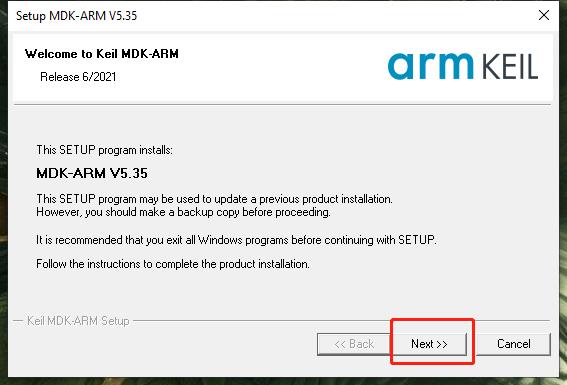 Setup MDK-ARM V5.35
Welcome to Keil MDK-ARM
Release 6/2021
arm KEIL
This SETUP program installs:
MDK-ARM V5.35
This SETUP program may be used to update a previous product installation.
However, you should make a backup copy before proceeding.
It is recommended that you exit all Windows programs before continuing with SETUP.
Follow the instructions to complete the product installation.
Keil MDK-ARM Setup
<< Back
Next >>
Cancel